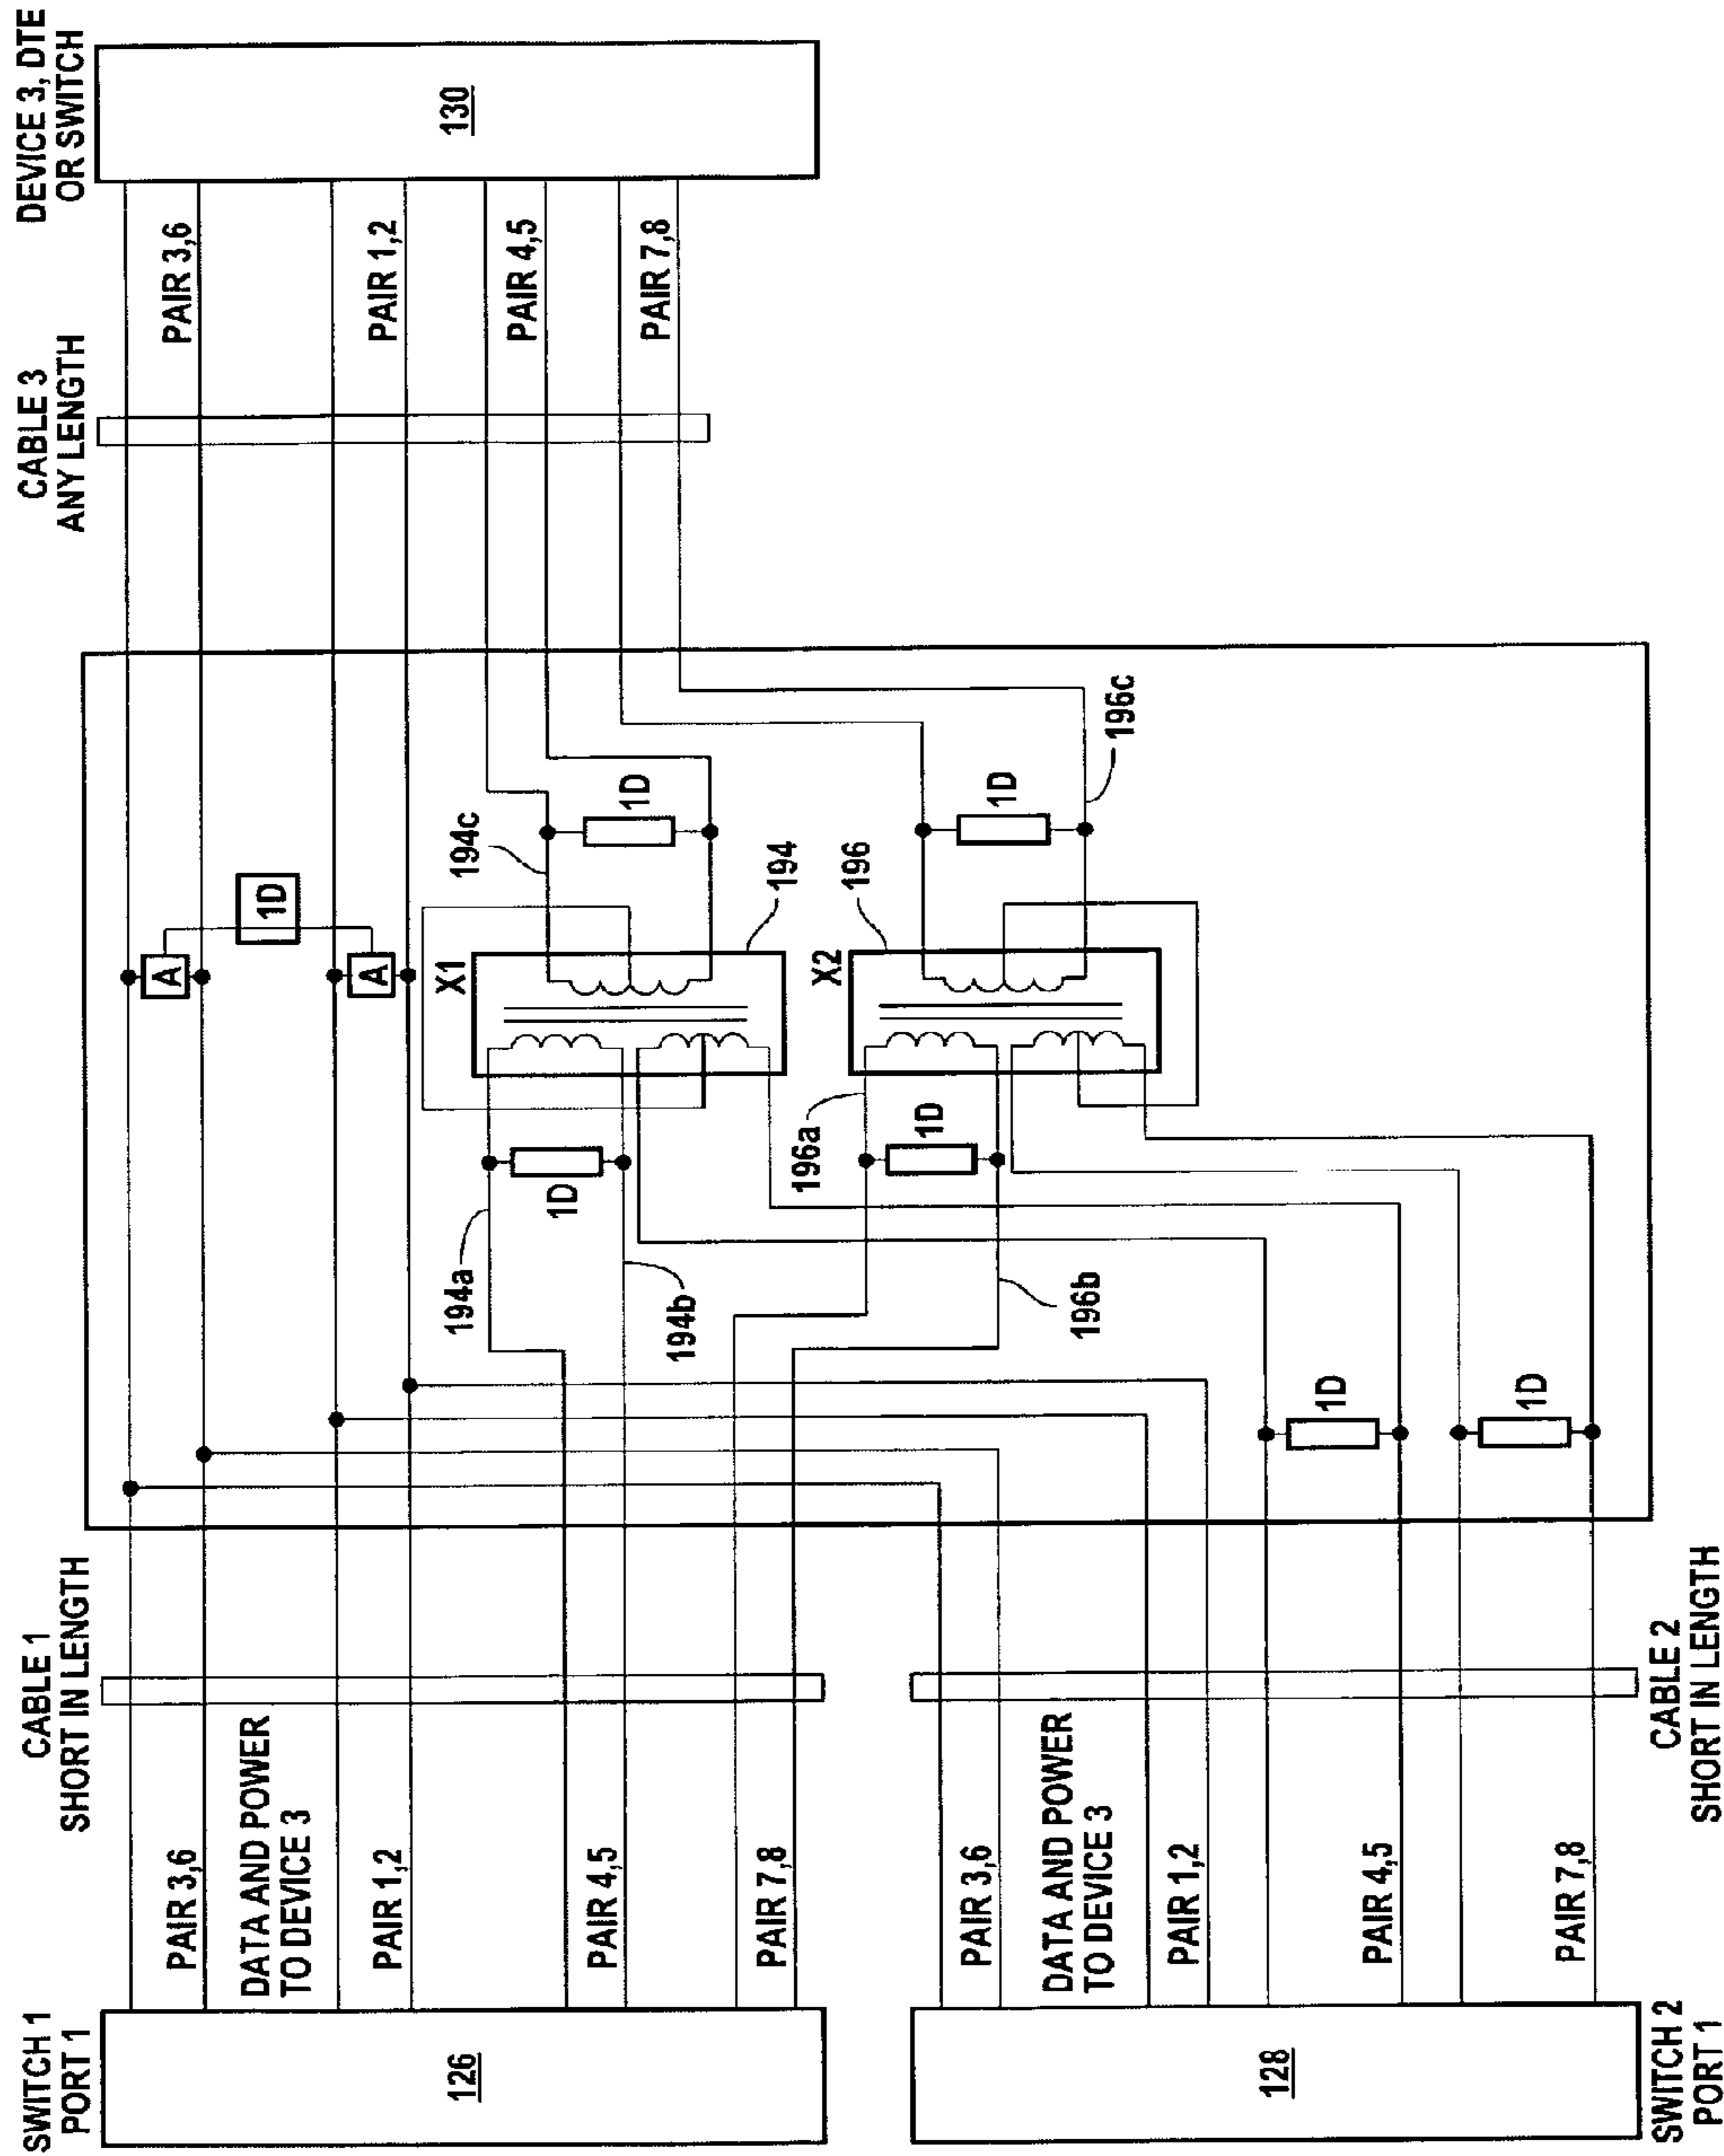 SWITCH 1
PORT 1
126
PAIR 3,6
DATA AND POWER
TO DEVICE 3
PAIR 1,2
PAIR 4,5
PAIR 7,8
CABLE 1
SHORT IN LENGTH
SWITCH 2
PORT 1
128
PAIR 3,6
DATA AND POWER
TO DEVICE 3
PAIR 1,2
PAIR 4,5
PAIR 7,8
CABLE 2
SHORT IN LENGTH
A
1D
A
194a
1D
194b
X1
194c
1D
194
196a
1D
196b
X2
196
1D
196c
1D
1D
CABLE 3
ANY LENGTH
PAIR 3,6
PAIR 1,2
PAIR 4,5
PAIR 7,8
DEVICE 3, DTE
OR SWITCH
130